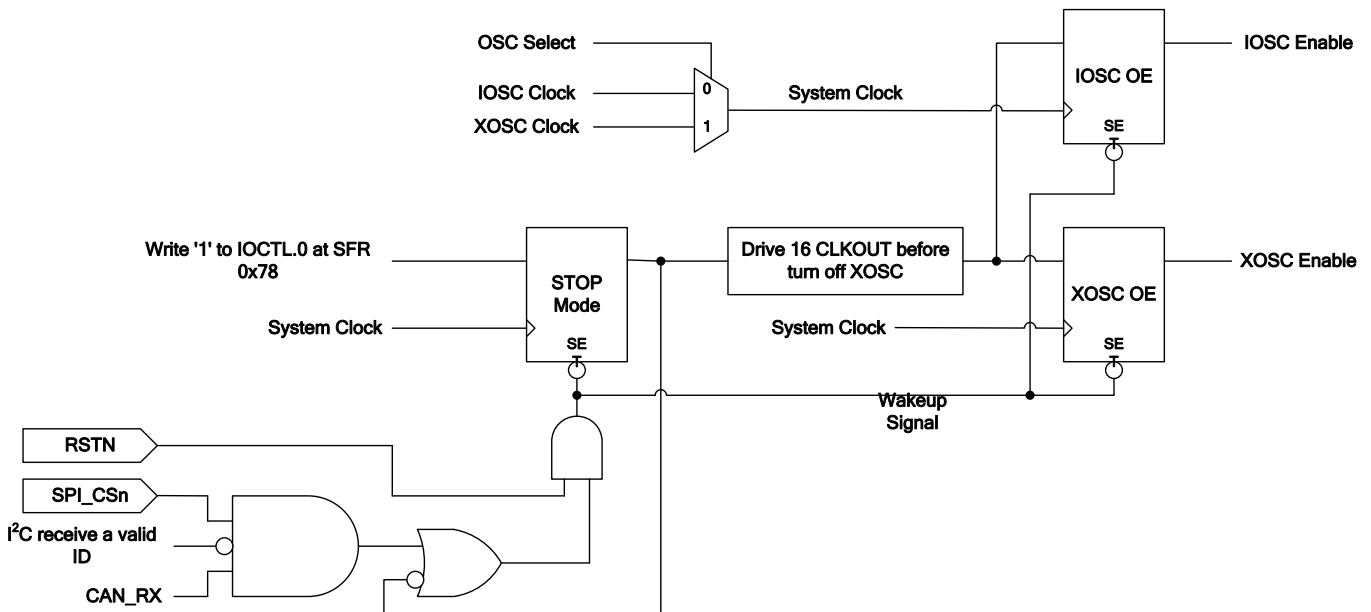 OSC Select
IOSC Clock
XOSC Clock
0
1
System Clock
IOSC OE
SE
IOSC Enable
Write '1' to IOCTL.0 at SFR
0x78
System Clock
STOP
Mode
SE
Drive 16 CLKOUT before
turn off XOSC
System Clock
XOSC OE
SE
XOSC Enable
Wakeup
Signal
RSTN
SPI_CSn
I²C receive a valid
ID
CAN_RX